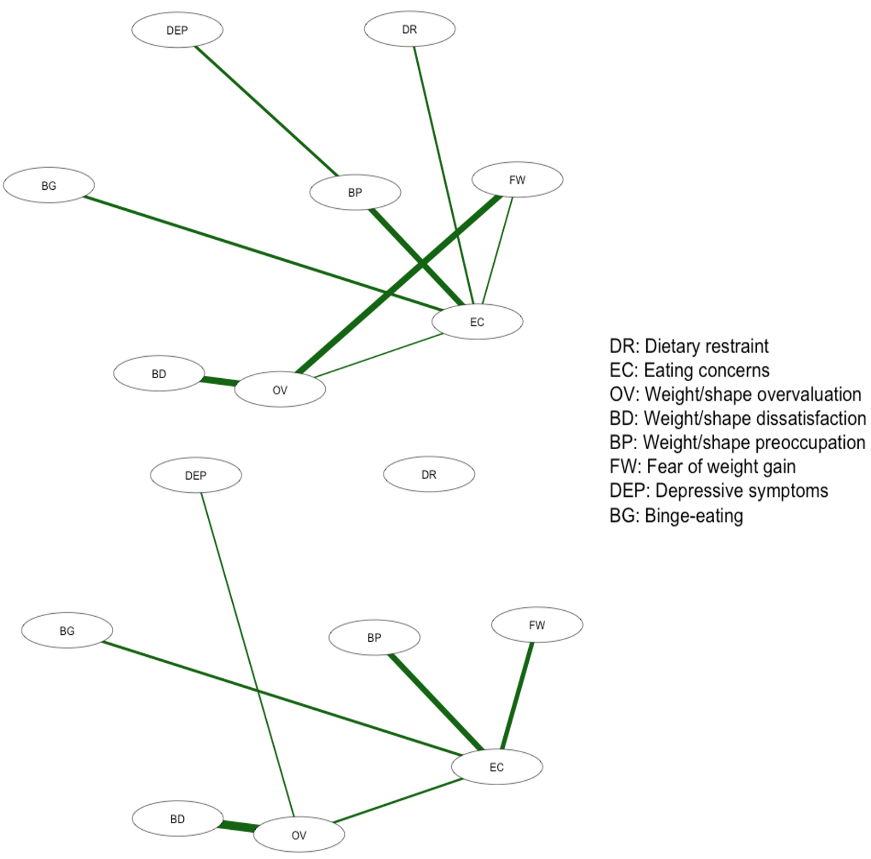 DEP
DR
BG
BP
FW
EC
BD
OV
DR: Dietary restraint
EC: Eating concerns
OV: Weight/shape overvaluation
BD: Weight/shape dissatisfaction
BP: Weight/shape preoccupation
FW: Fear of weight gain
DEP: Depressive symptoms
BG: Binge-eating
DEP
DR
BG
BP
FW
EC
BD
OV